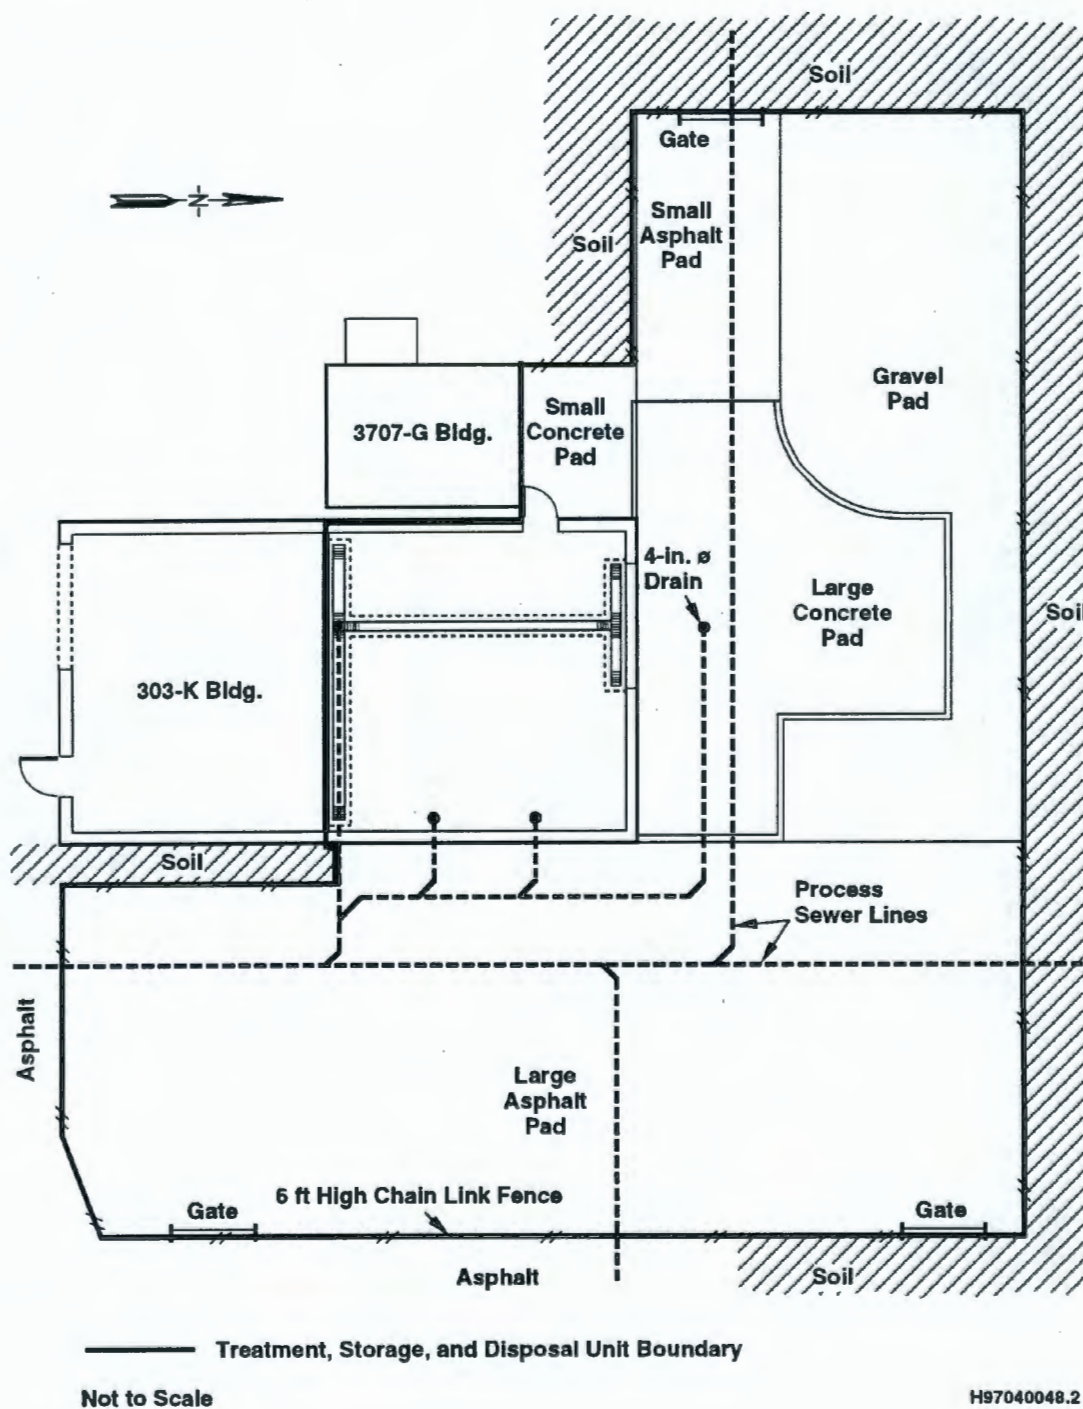 Soil
Gate
N
Small
Asphalt
Pad
Soil
Gravel
Pad
Small
Concrete
Pad
3707-G Bldg.
4-in. ø
Drain
Large
Concrete
Pad
Soil
303-K Bldg.
Soil
Process
Sewer Lines
Asphalt
Large
Asphalt
Pad
6 ft High Chain Link Fence
Gate
Gate
Asphalt
Soil
Treatment, Storage, and Disposal Unit Boundary
Not to Scale
H97040048.2